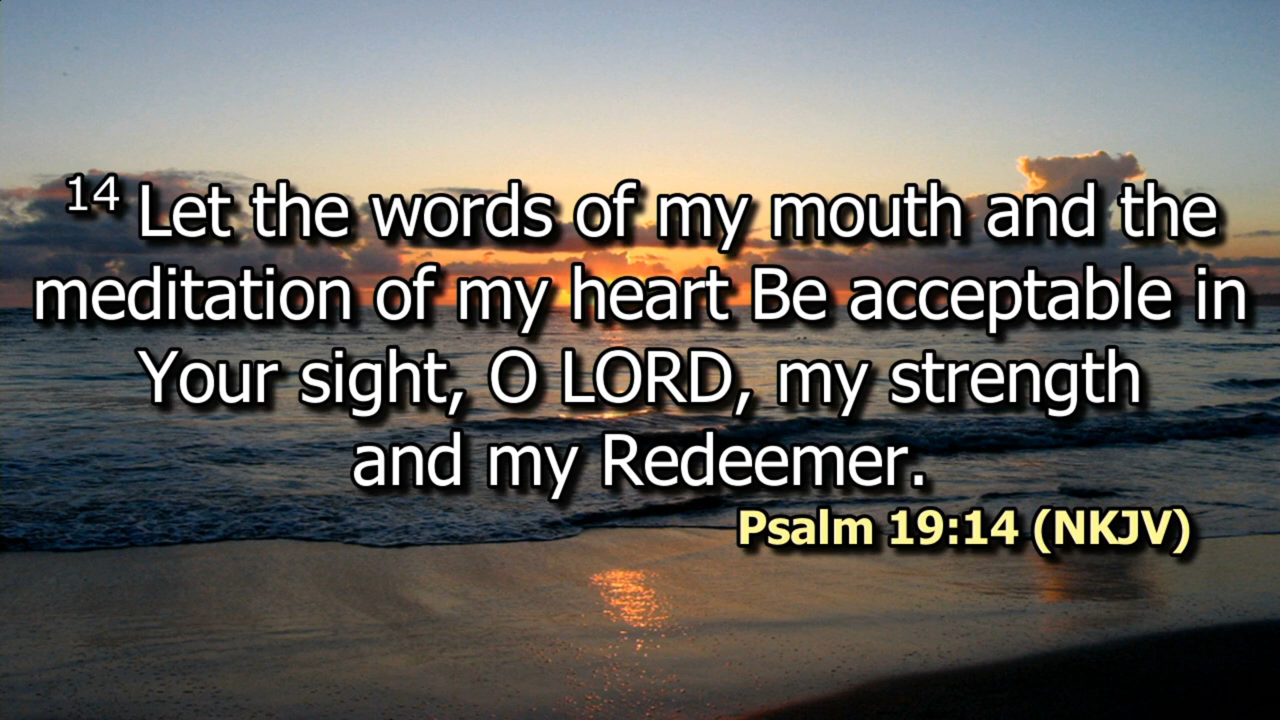 14 Let the words of my mouth and the
meditation of my heart Be acceptable in
Your sight, O LORD, my strength
and my Redeemer.
Psalm 19:14 (NKJV)